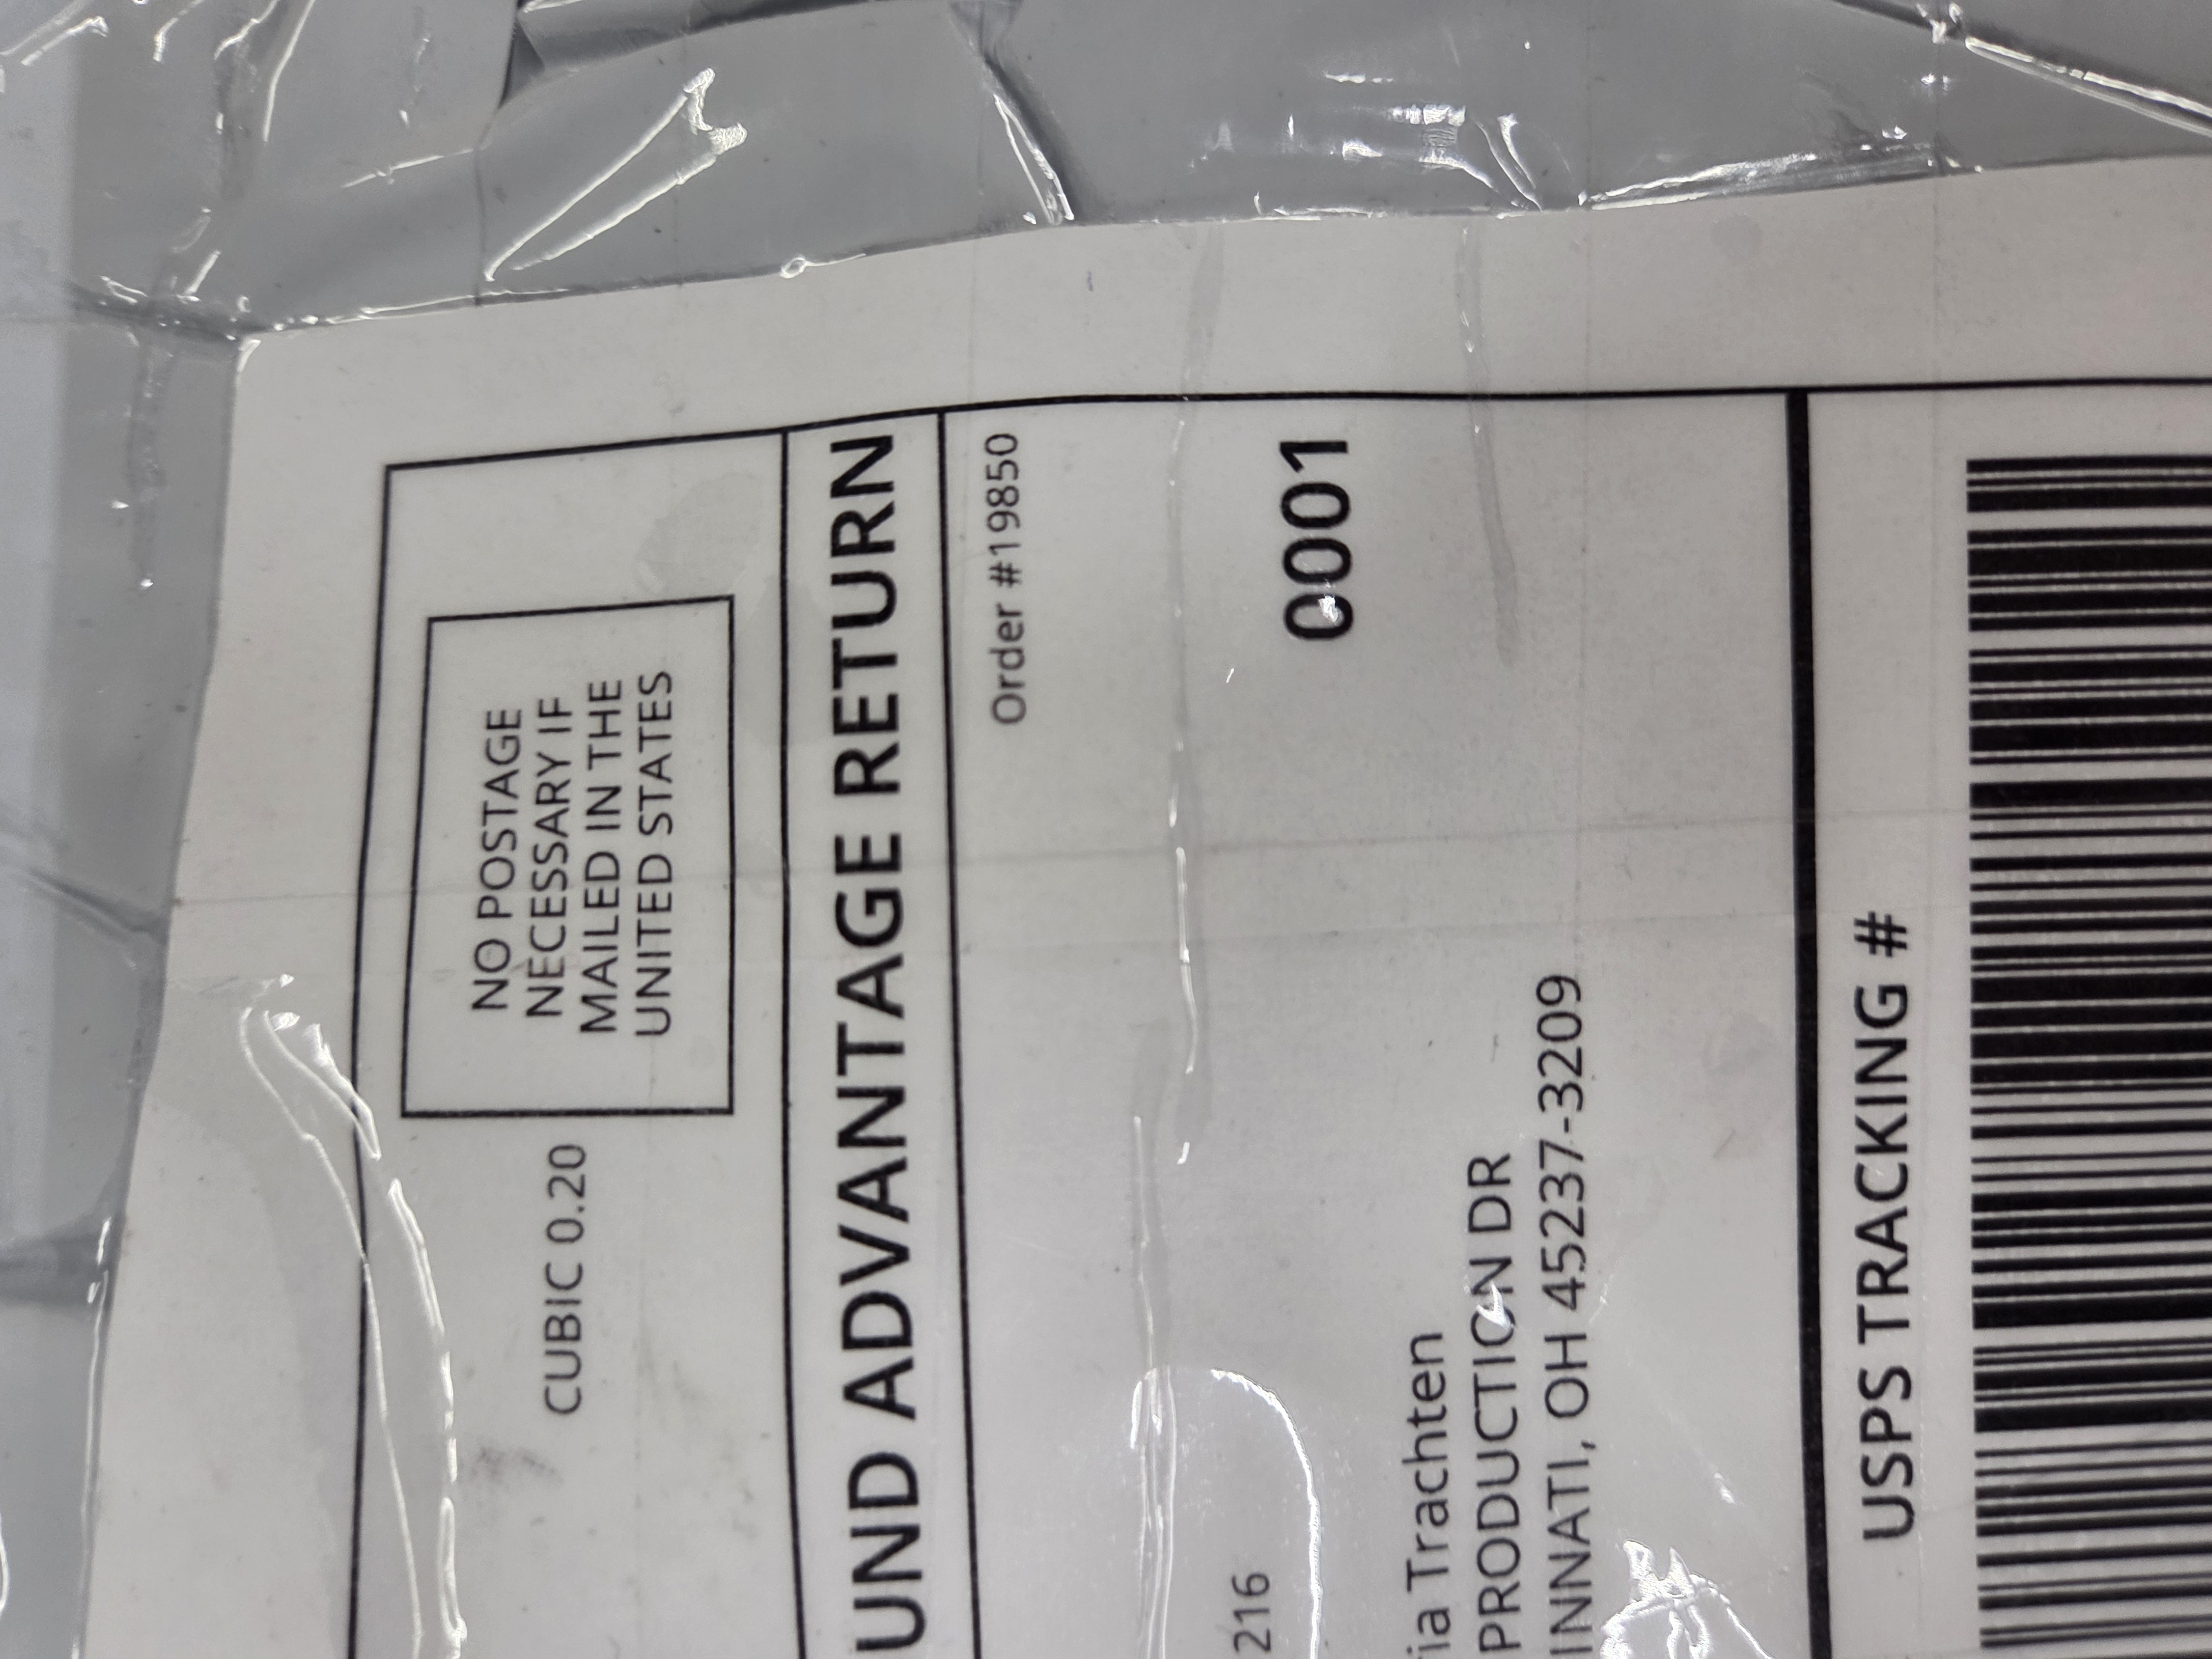 NO POSTAGE
NECESSARY IF
MAILED IN THE
UNITED STATES
CUBIC 0.20
UND ADVANTAGE RETURN
Order #19850
0001
216
ia Trachten
PRODUCTION DR
INNATI, OH 45237-3209
USPS TRACKING #